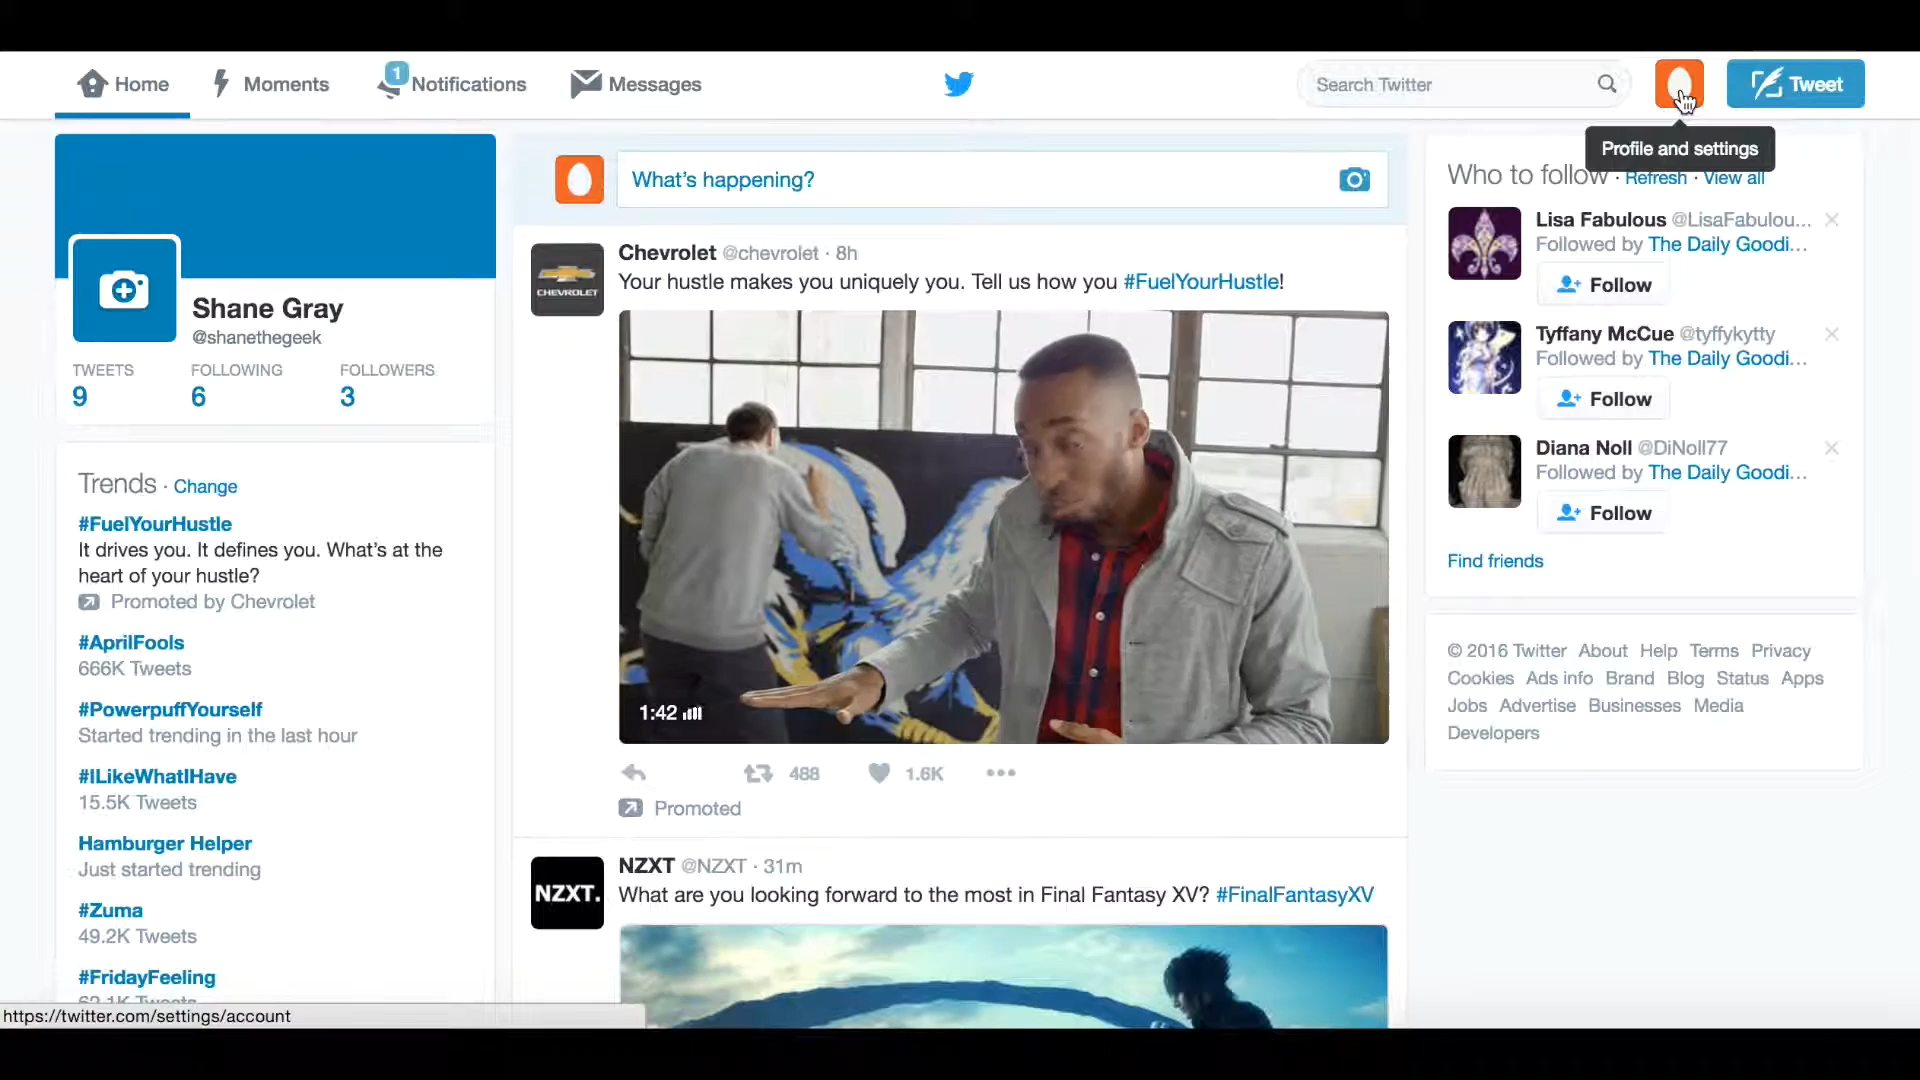 Home
Moments
1
Notifications
Messages
Search Twitter
Tweet
Profile and settings
Shane Gray
@shanethegeek
TWEETS FOLLOWING FOLLOWERS
9 6 3
Trends · Change
#FuelYourHustle
It drives you. It defines you. What's at the
heart of your hustle?
Promoted by Chevrolet
#AprilFools
666K Tweets
#PowerpuffYourself
Started trending in the last hour
#ILikeWhatIHave
15.5K Tweets
Hamburger Helper
Just started trending
#Zuma
49.2K Tweets
#FridayFeeling
62.1K Tweets
https://twitter.com/settings/account
What's happening?
CHEVROLET
Chevrolet @chevrolet · 8h
Your hustle makes you uniquely you. Tell us how you #FuelYourHustle!
1:42
488 1.6K
Promoted
NZXT.
NZXT @NZXT · 31m
What are you looking forward to the most in Final Fantasy XV? #FinalFantasyXV
Who to follow · Refresh · View all
Lisa Fabulous @LisaFabulou...
Followed by The Daily Goodi...
Follow
Tyffany McCue @tyffykytty
Followed by The Daily Goodi...
Follow
Diana Noll @DiNoll77
Followed by The Daily Goodi...
Follow
Find friends
© 2016 Twitter About Help Terms Privacy
Cookies Ads info Brand Blog Status Apps
Jobs Advertise Businesses Media
Developers